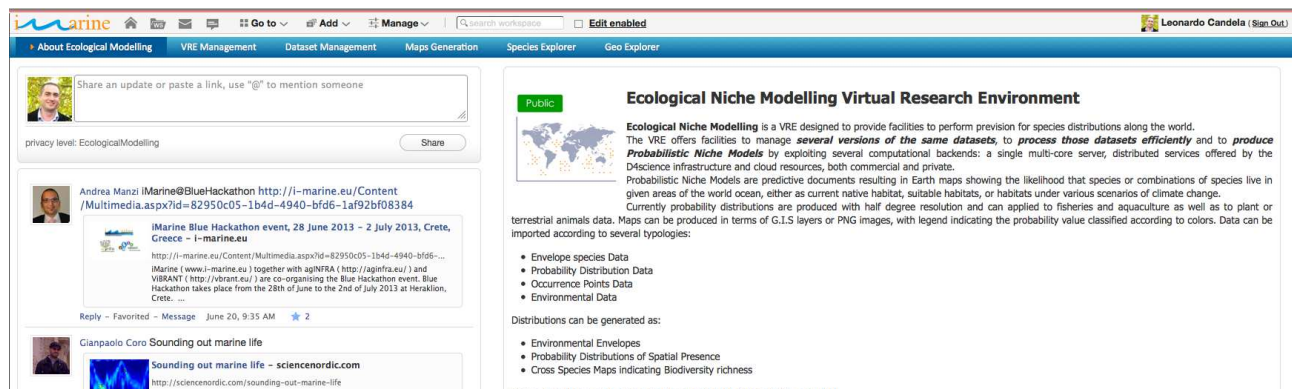 imarine Go to Add Manage search workspace Edit enabled Leonardo Candela (Sign Out)
About Ecological Modelling VRE Management Dataset Management Maps Generation Species Explorer Geo Explorer
Share an update or paste a link, use "@" to mention someone
privacy level: EcologicalModelling Share
Andrea Manzi iMarine@BlueHackathon http://i-marine.eu/Content
/Multimedia.aspx?id=82950c05-1b4d-4940-bfd6-1af92bf08384
iMarine Blue Hackathon event, 28 June 2013 - 2 July 2013, Crete,
Greece - i-marine.eu
http://i-marine.eu/Content/Multimedia.aspx?id=82950c05-1b4d-4940-bfd6-...
iMarine ( www.i-marine.eu ) together with agINFRA ( http://aginfra.eu/ ) and
ViBRANT ( http://vbrant.eu/ ) are co-organising the Blue Hackathon event. Blue
Hackathon takes place from the 28th of June to the 2nd of July 2013 at Heraklion,
Crete. ...
Reply - Favorited - Message June 20, 9:35 AM 2
Gianpaolo Coro Sounding out marine life
Sounding out marine life - sciencenordic.com
http://sciencenordic.com/sounding-out-marine-life
Public
Ecological Niche Modelling Virtual Research Environment
Ecological Niche Modelling is a VRE designed to provide facilities to perform prevision for species distributions along the world.
The VRE offers facilities to manage several versions of the same datasets, to process those datasets efficiently and to produce
Probabilistic Niche Models by exploiting several computational backends: a single multi-core server, distributed services offered by the
D4science infrastructure and cloud resources, both commercial and private.
Probabilistic Niche Models are predictive documents resulting in Earth maps showing the likelihood that species or combinations of species live in
given areas of the world ocean, either as current native habitat, suitable habitats, or habitats under various scenarios of climate change.
Currently probability distributions are produced with half degree resolution and can applied to fisheries and aquaculture as well as to plant or
terrestrial animals data. Maps can be produced in terms of G.I.S layers or PNG images, with legend indicating the probability value classified according to colors. Data can be
imported according to several typologies:
• Envelope species Data
• Probability Distribution Data
• Occurrence Points Data
• Environmental Data
Distributions can be generated as:
• Environmental Envelopes
• Probability Distributions of Spatial Presence
• Cross Species Maps indicating Biodiversity richness